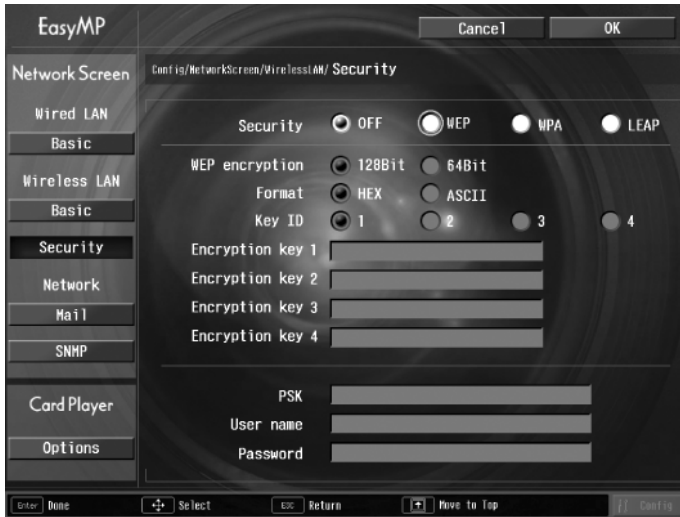 EasyMP
Cancel OK
Network Screen
Config/NetworkScreen/WirelessLAN/ Security
Wired LAN
Basic
Wireless LAN
Basic
Security
Network
Mail
SNMP
Card Player
Options
Security OFF WEP WPA LEAP
WEP encryption 128Bit 64Bit
Format HEX ASCII
Key ID 1 2 3 4
Encryption key 1
Encryption key 2
Encryption key 3
Encryption key 4
PSK
User name
Password
Enter Done Select ESC Return Move to Top Config